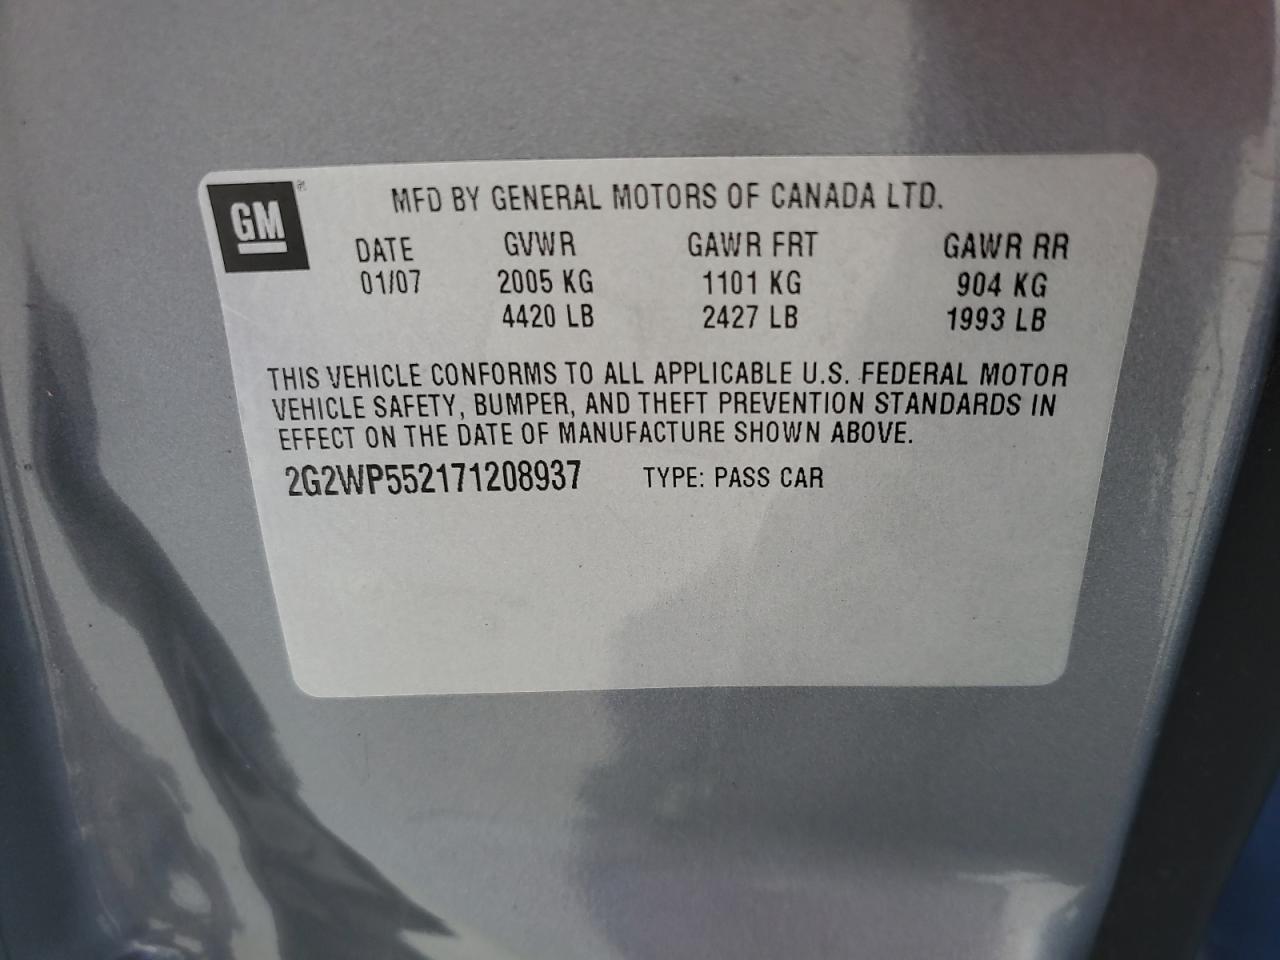 GM
MFD BY GENERAL MOTORS OF CANADA LTD.
DATE GVWR GAWR FRT GAWR RR
01/07 2005 KG 1101 KG 904 KG
4420 LB 2427 LB 1993 LB
THIS VEHICLE CONFORMS TO ALL APPLICABLE U.S. FEDERAL MOTOR
VEHICLE SAFETY, BUMPER, AND THEFT PREVENTION STANDARDS IN
EFFECT ON THE DATE OF MANUFACTURE SHOWN ABOVE.
2G2WP552171208937 TYPE: PASS CAR